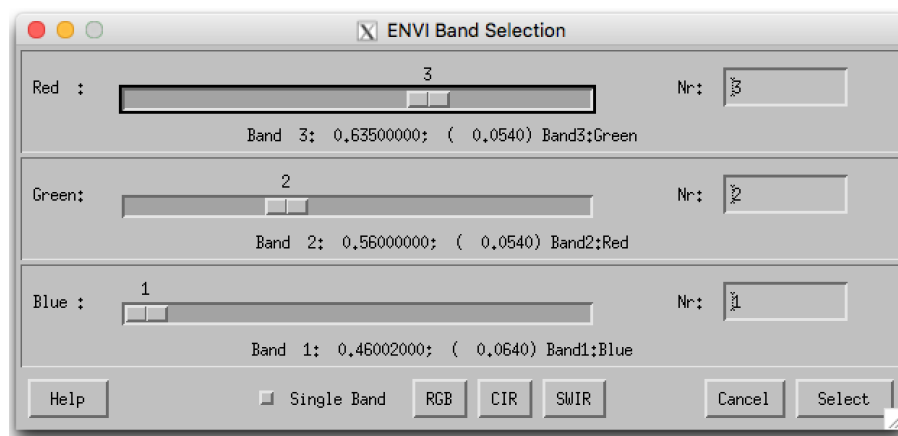 ENVI Band Selection
3
Red : Nr: 3
Band 3: 0.63500000; ( 0.0540) Band3:Green
2
Green: Nr: 2
Band 2: 0.56000000; ( 0.0540) Band2:Red
1
Blue : Nr: 1
Band 1: 0.46002000; ( 0.0640) Band1:Blue
Help Single Band RGB CIR SWIR Cancel Select